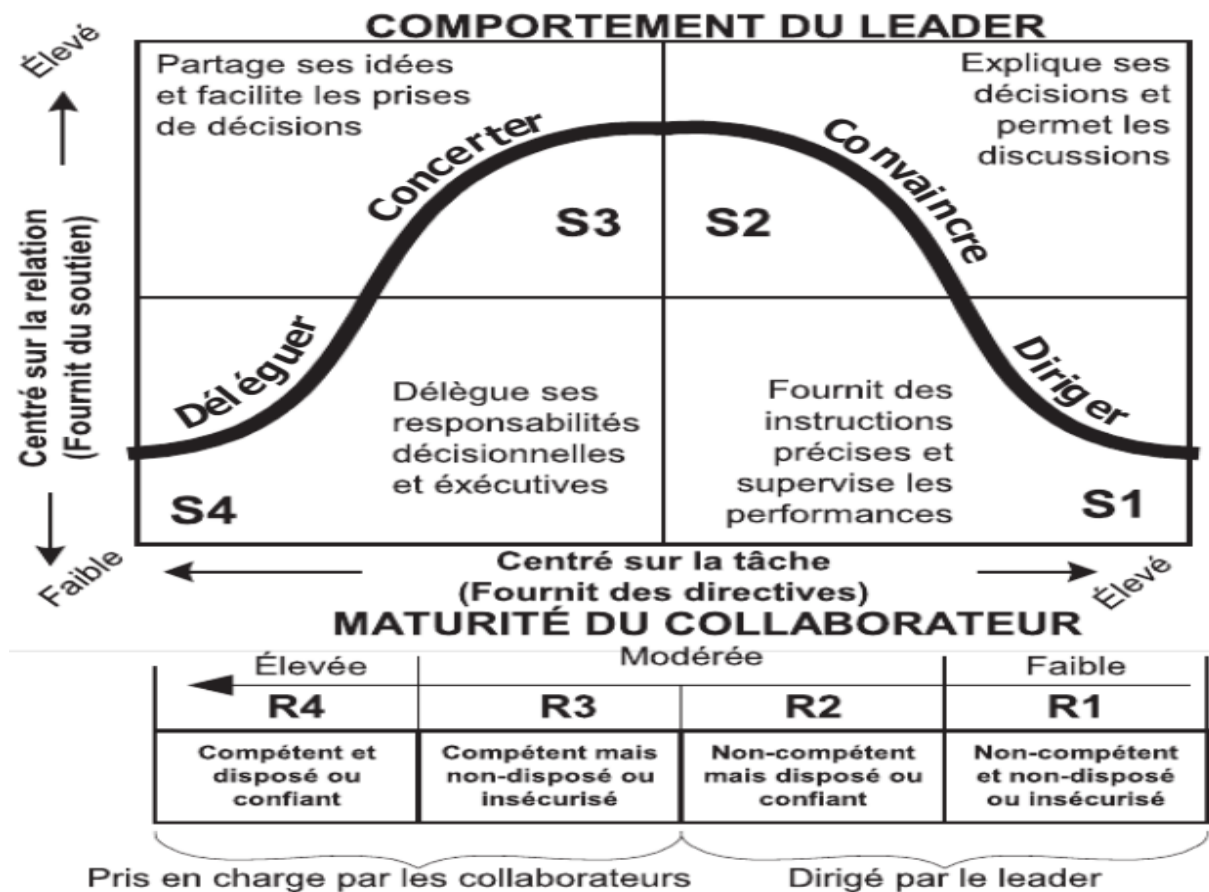 COMPORTEMENT DU LEADER
Élevé
Partage ses idées
et facilite les prises
de décisions
Explique ses
décisions et
permet les
discussions
Concerter
Convaincre
S3
S2
Centré sur la relation
(Fournit du soutien)
Déléguer
Diriger
Délègue ses
responsabilités
décisionnelles
et éxécutives
Fournit des
instructions
précises et
supervise les
performances
S4
S1
Faible
Centré sur la tâche
(Fournit des directives)
Élevé
MATURITÉ DU COLLABORATEUR
Élevée Modérée Faible
R4 R3 R2 R1
Compétent et
disposé ou
confiant
Compétent mais
non-disposé ou
insécurisé
Non-compétent
mais disposé ou
confiant
Non-compétent
et non-disposé
ou insécurisé
Pris en charge par les collaborateurs
Dirigé par le leader